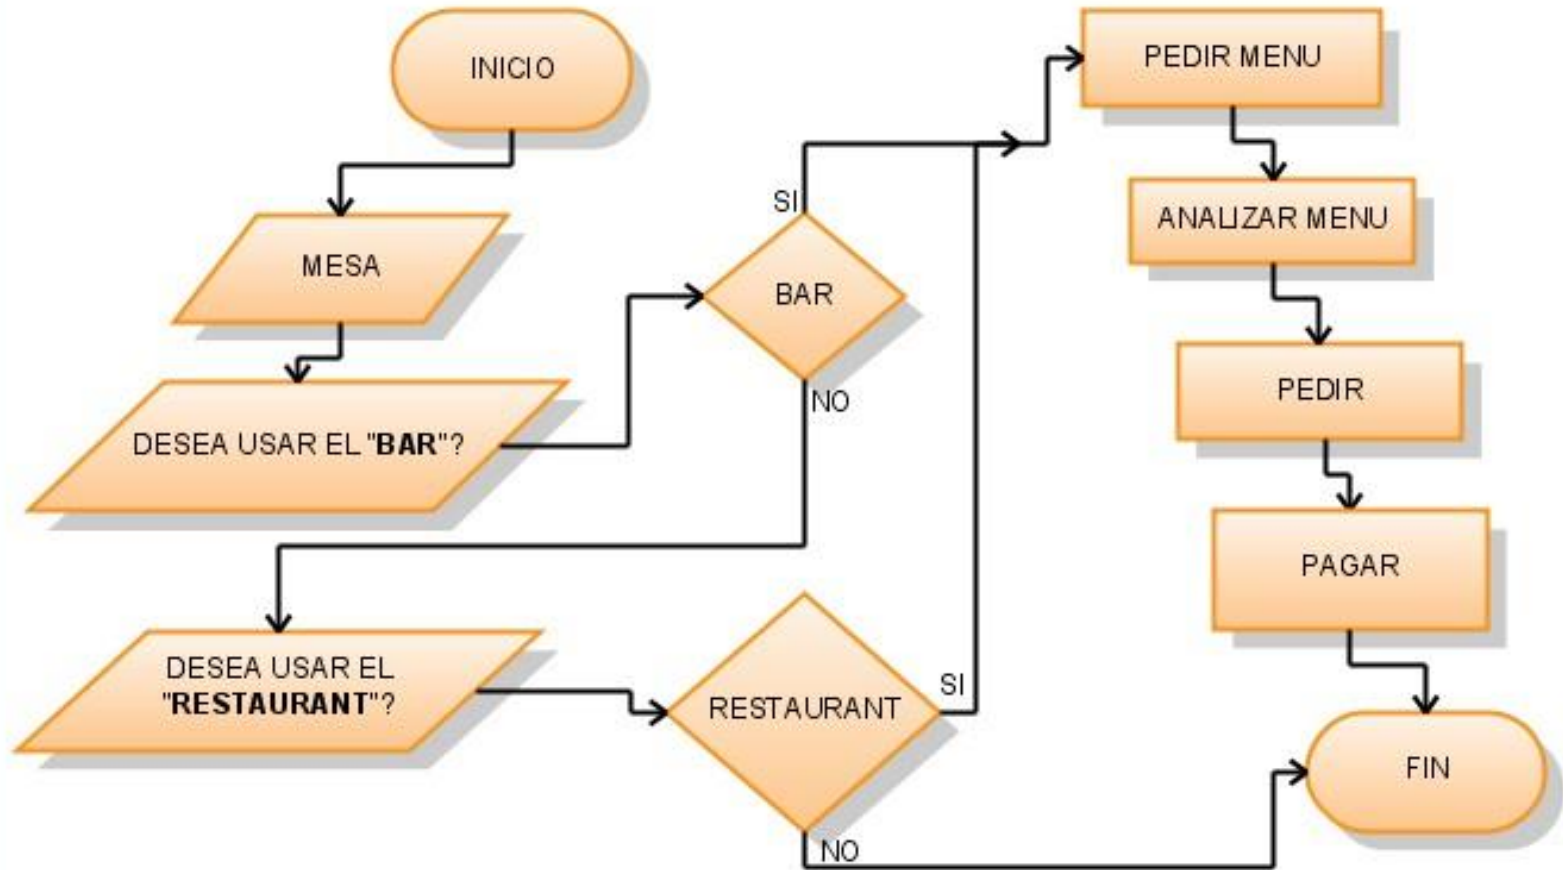 INICIO
MESA
DESEA USAR EL "BAR"?
BAR
SI
NO
DESEA USAR EL
"RESTAURANT"?
RESTAURANT
SI
NO
PEDIR MENU
ANALIZAR MENU
PEDIR
PAGAR
FIN